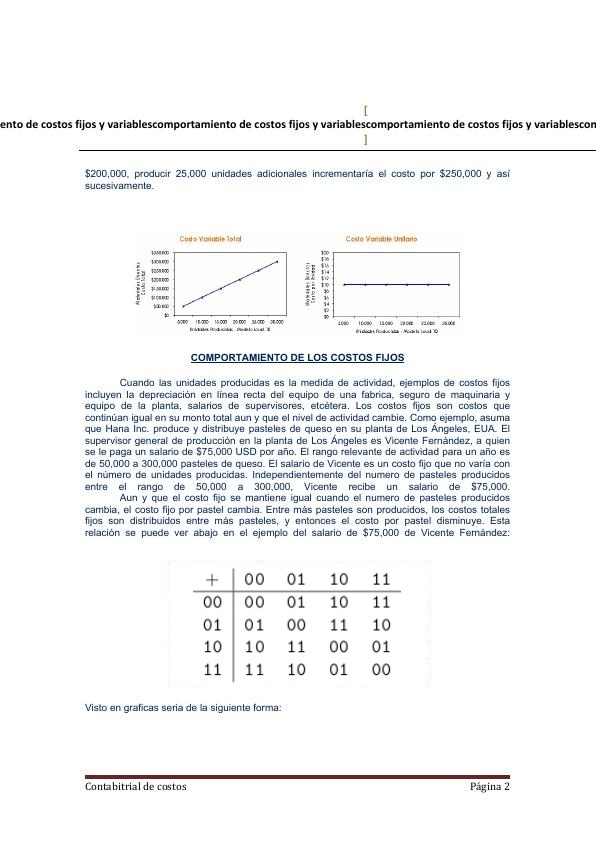 [
ento de costos fijos y variablescomportamiento de costos fijos y variablescomportamiento de costos fijos y variablescon
]
$200,000, producir 25,000 unidades adicionales incrementaría el costo por $250,000 y así
sucesivamente.
Costo Variable Total
Costo Variable Unitario
Materiales Directos
Costo Total
$350,000
$300,000
$250,000
$200,000
$150,000
$100,000
$50,000
$0
5,000 10,000 15,000 20,000 25,000 30,000
$20
$18
$16
$14
$12
$10
$8
$6
$4
$2
$0
5,000 10,000 15,000 20,000 25,000 30,000
COMPORTAMIENTO DE LOS COSTOS FIJOS
Cuando las unidades producidas es la medida de actividad, ejemplos de costos fijos
incluyen la depreciación en línea recta del equipo de una fabrica, seguro de maquinaria y
equipo de la planta, salarios de supervisores, etcétera. Los costos fijos son costos que
continúan igual en su monto total aun y que el nivel de actividad cambie. Como ejemplo, asuma
que Hana Inc. produce y distribuye pasteles de queso en su planta de Los Ángeles, EUA. El
supervisor general de producción en la planta de Los Ángeles es Vicente Fernández, a quien
se le paga un salario de $75,000 USD por año. El rango relevante de actividad para un año es
de 50,000 a 300,000 pasteles de queso. El salario de Vicente es un costo fijo que no varía con
el número de unidades producidas. Independientemente del numero de pasteles producidos
entre el rango de 50,000 a 300,000, Vicente recibe un salario de $75,000.
Aun y que el costo fijo se mantiene igual cuando el numero de pasteles producidos
cambia, el costo fijo por pastel cambia. Entre más pasteles son producidos, los costos totales
fijos son distribuidos entre más pasteles, y entonces el costo por pastel disminuye. Esta
relación se puede ver abajo en el ejemplo del salario de $75,000 de Vicente Fernández:
+ 00 01 10 11
00 00 01 10 11
01 01 00 11 10
10 10 11 00 01
11 11 10 01 00
Visto en graficas seria de la siguiente forma:
Contabitrial de costos Página 2